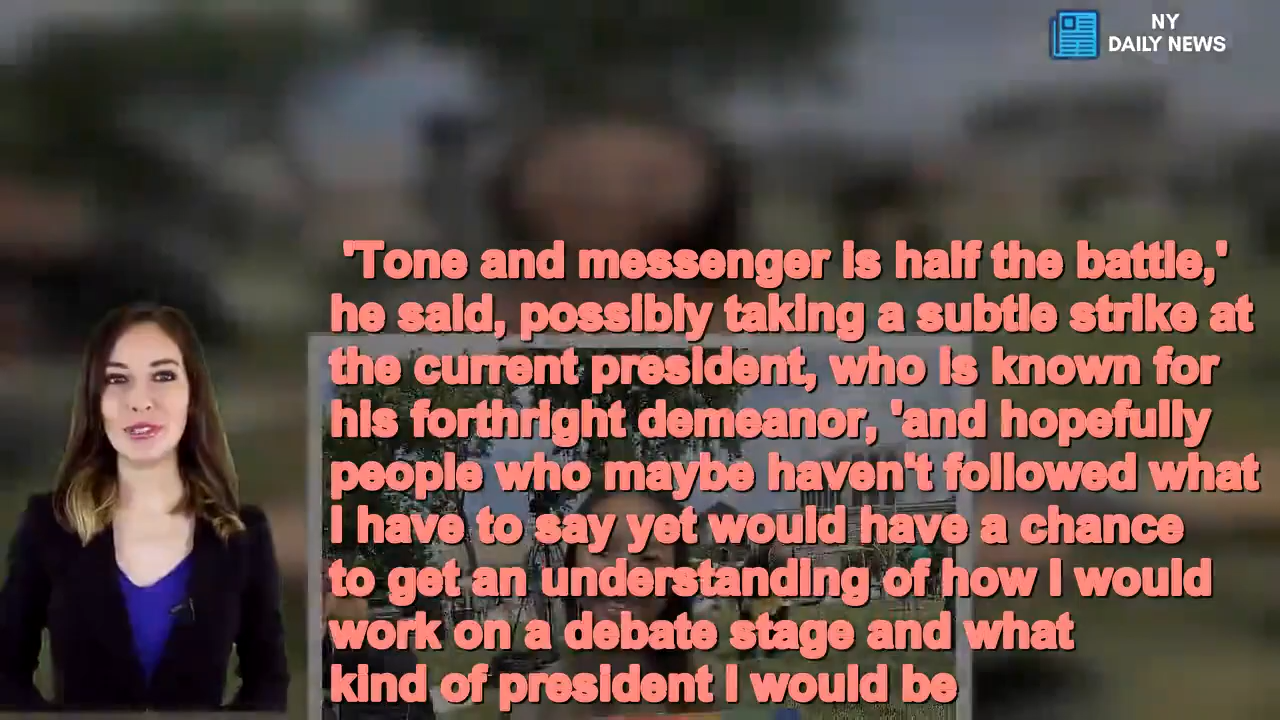 NY
DAILY NEWS
'Tone and messenger is half the battle,'
he said, possibly taking a subtle strike at
the current president, who is known for
his forthright demeanor, 'and hopefully
people who maybe haven't followed what
I have to say yet would have a chance
to get an understanding of how I would
work on a debate stage and what
kind of president I would be